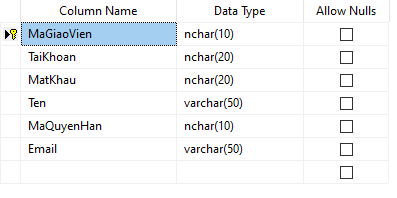 Column Name Data Type Allow Nulls
MaGiaoVien nchar(10)
TaiKhoan nchar(20)
MatKhau nchar(20)
Ten varchar(50)
MaQuyenHan nchar(10)
Email varchar(50)